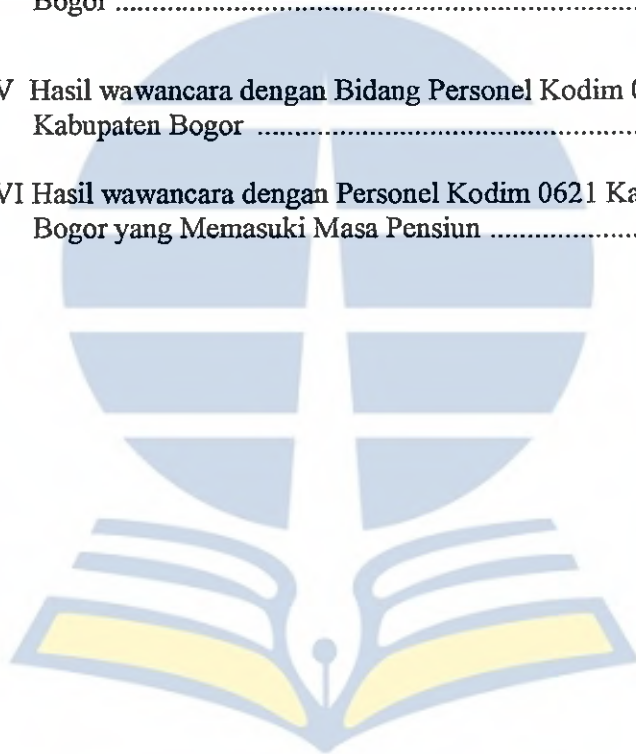 Bogor ...........................................................................
V Hasil wawancara dengan Bidang Personel Kodim
Kabupaten Bogor ......................................................
VI Hasil wawancara dengan Personel Kodim 0621
Bogor yang Memasuki Masa Pensiun ......................